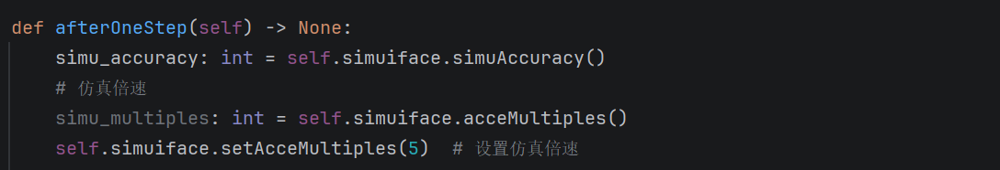 def afterOneStep(self) -> None:
    simu_accuracy: int = self.simuiface.simuAccuracy()
    # 仿真倍速
    simu_multiples: int = self.simuiface.acceMultiples()
    self.simuiface.setAcceMultiples(5)  # 设置仿真倍速